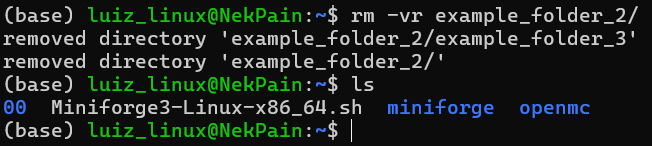 (base) luiz_linux@NekPain:~$ rm -vr example_folder_2/
removed directory 'example_folder_2/example_folder_3'
removed directory 'example_folder_2/'
(base) luiz_linux@NekPain:~$ ls
00  Miniforge3-Linux-x86_64.sh  miniforge  openmc
(base) luiz_linux@NekPain:~$